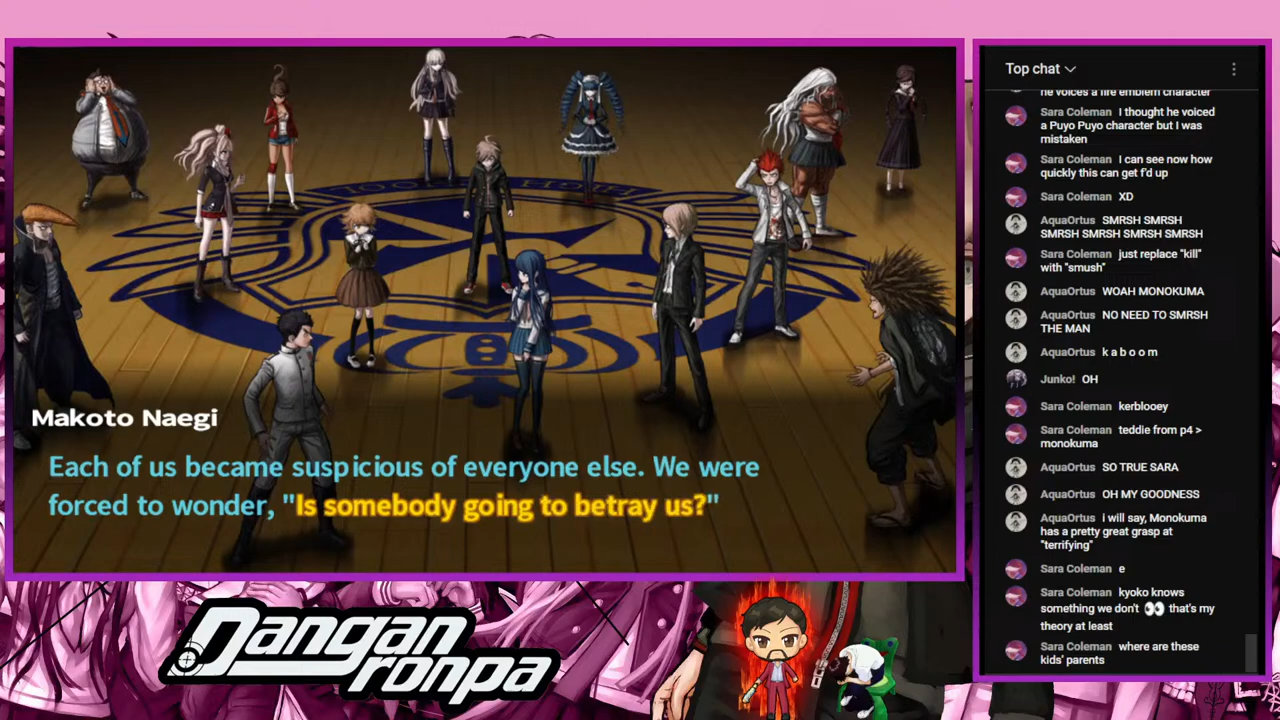 Makoto Naegi
Each of us became suspicious of everyone else. We were
forced to wonder, "Is somebody going to betray us?"
Dangan
ronpa
Top chat
he voices a fire emblem character
Sara Coleman I thought he voiced
a Puyo Puyo character but I was
mistaken
Sara Coleman I can see now how
quickly this can get f'd up
Sara Coleman XD
AquaOrtus SMRSH SMRSH
SMRSH SMRSH SMRSH SMRSH
Sara Coleman just replace "kill"
with "smush"
AquaOrtus WOAH MONOKUMA
AquaOrtus NO NEED TO SMRSH
THE MAN
AquaOrtus k a b o o m
Junko! OH
Sara Coleman kerblooey
Sara Coleman teddie from p4 >
monokuma
AquaOrtus SO TRUE SARA
AquaOrtus OH MY GOODNESS
AquaOrtus i will say, Monokuma
has a pretty great grasp at
"terrifying"
Sara Coleman e
Sara Coleman kyoko knows
something we don't 👀 that's my
theory at least
Sara Coleman where are these
kids' parents